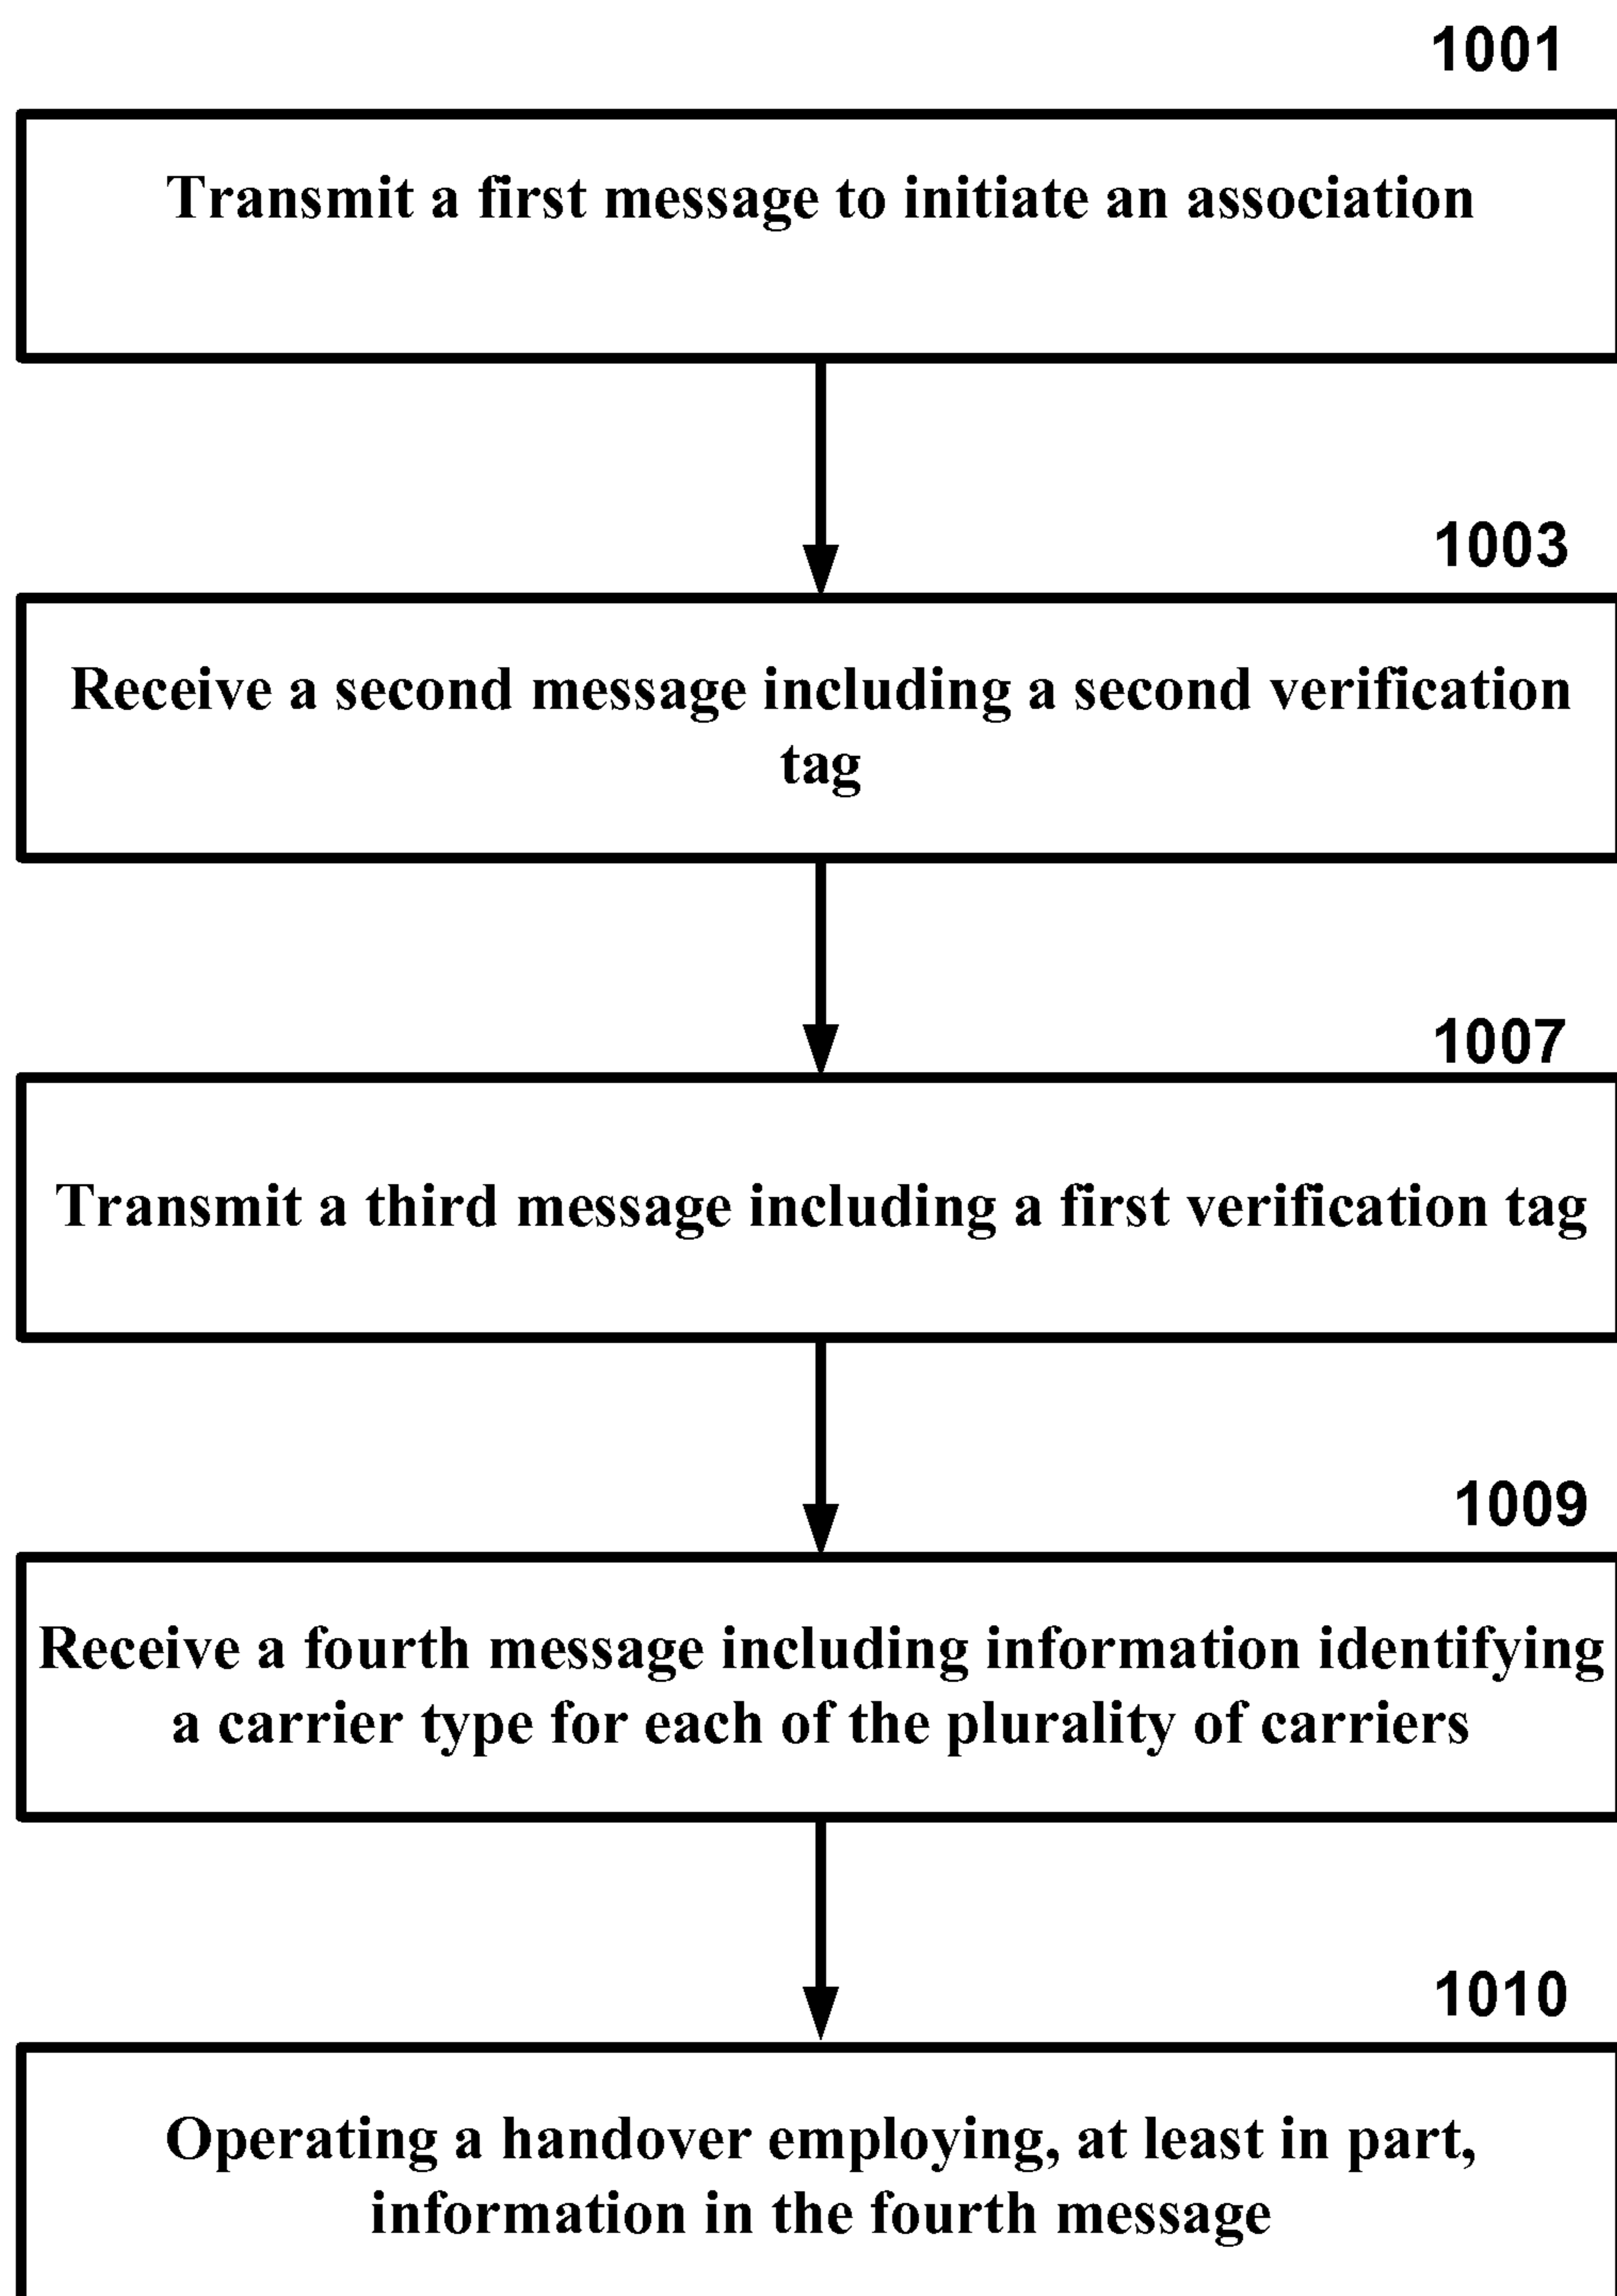 1001
Transmit a first message to initiate an association
1003
Receive a second message including a second verification
tag
1007
Transmit a third message including a first verification tag
1009
Receive a fourth message including information identifying
a carrier type for each of the plurality of carriers
1010
Operating a handover employing, at least in part,
information in the fourth message